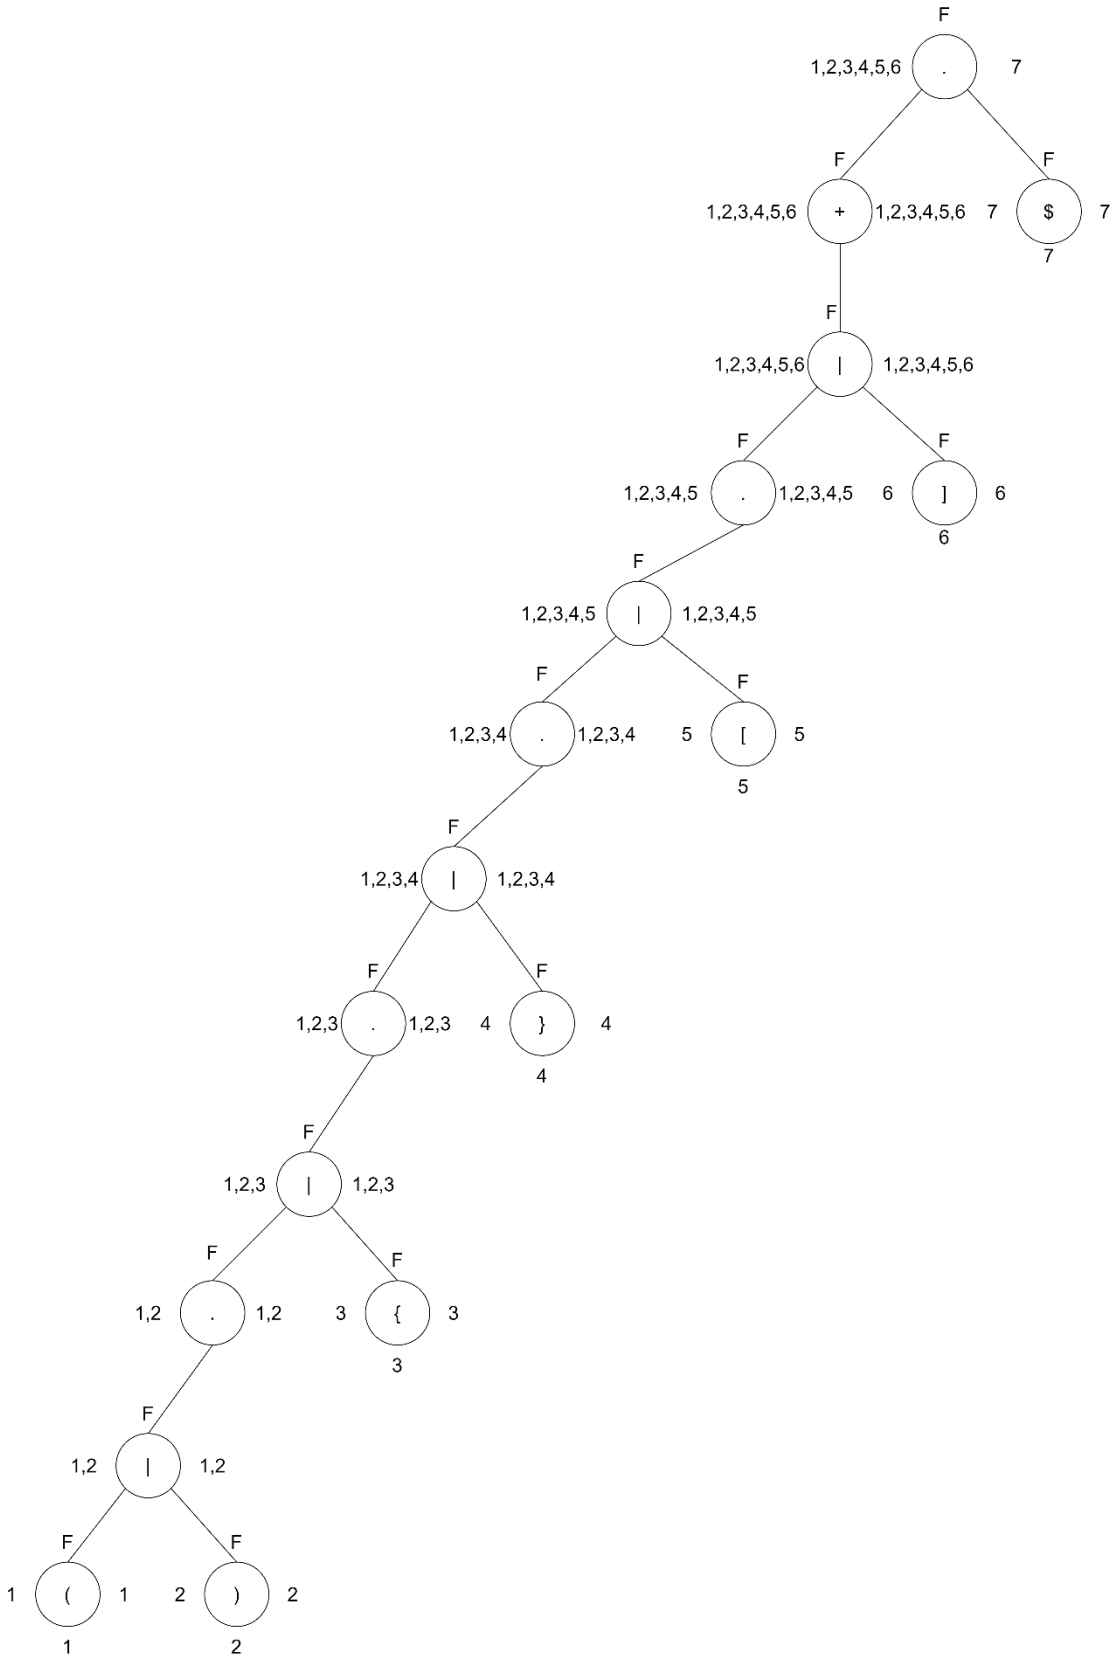 F
1,2,3,4,5,6 . 7
F F
1,2,3,4,5,6 + 1,2,3,4,5,6 7 $ 7
7
F
1,2,3,4,5,6 | 1,2,3,4,5,6
F F
1,2,3,4,5 . 1,2,3,4,5 6 ] 6
6
F
1,2,3,4,5 | 1,2,3,4,5
F F
1,2,3,4 . 1,2,3,4 5 [ 5
5
F
1,2,3,4 | 1,2,3,4
F F
1,2,3 . 1,2,3 4 } 4
4
F
1,2,3 | 1,2,3
F F
1,2 . 1,2 3 { 3
3
F
1,2 | 1,2
F F
1 ( 1 2 ) 2
1 2